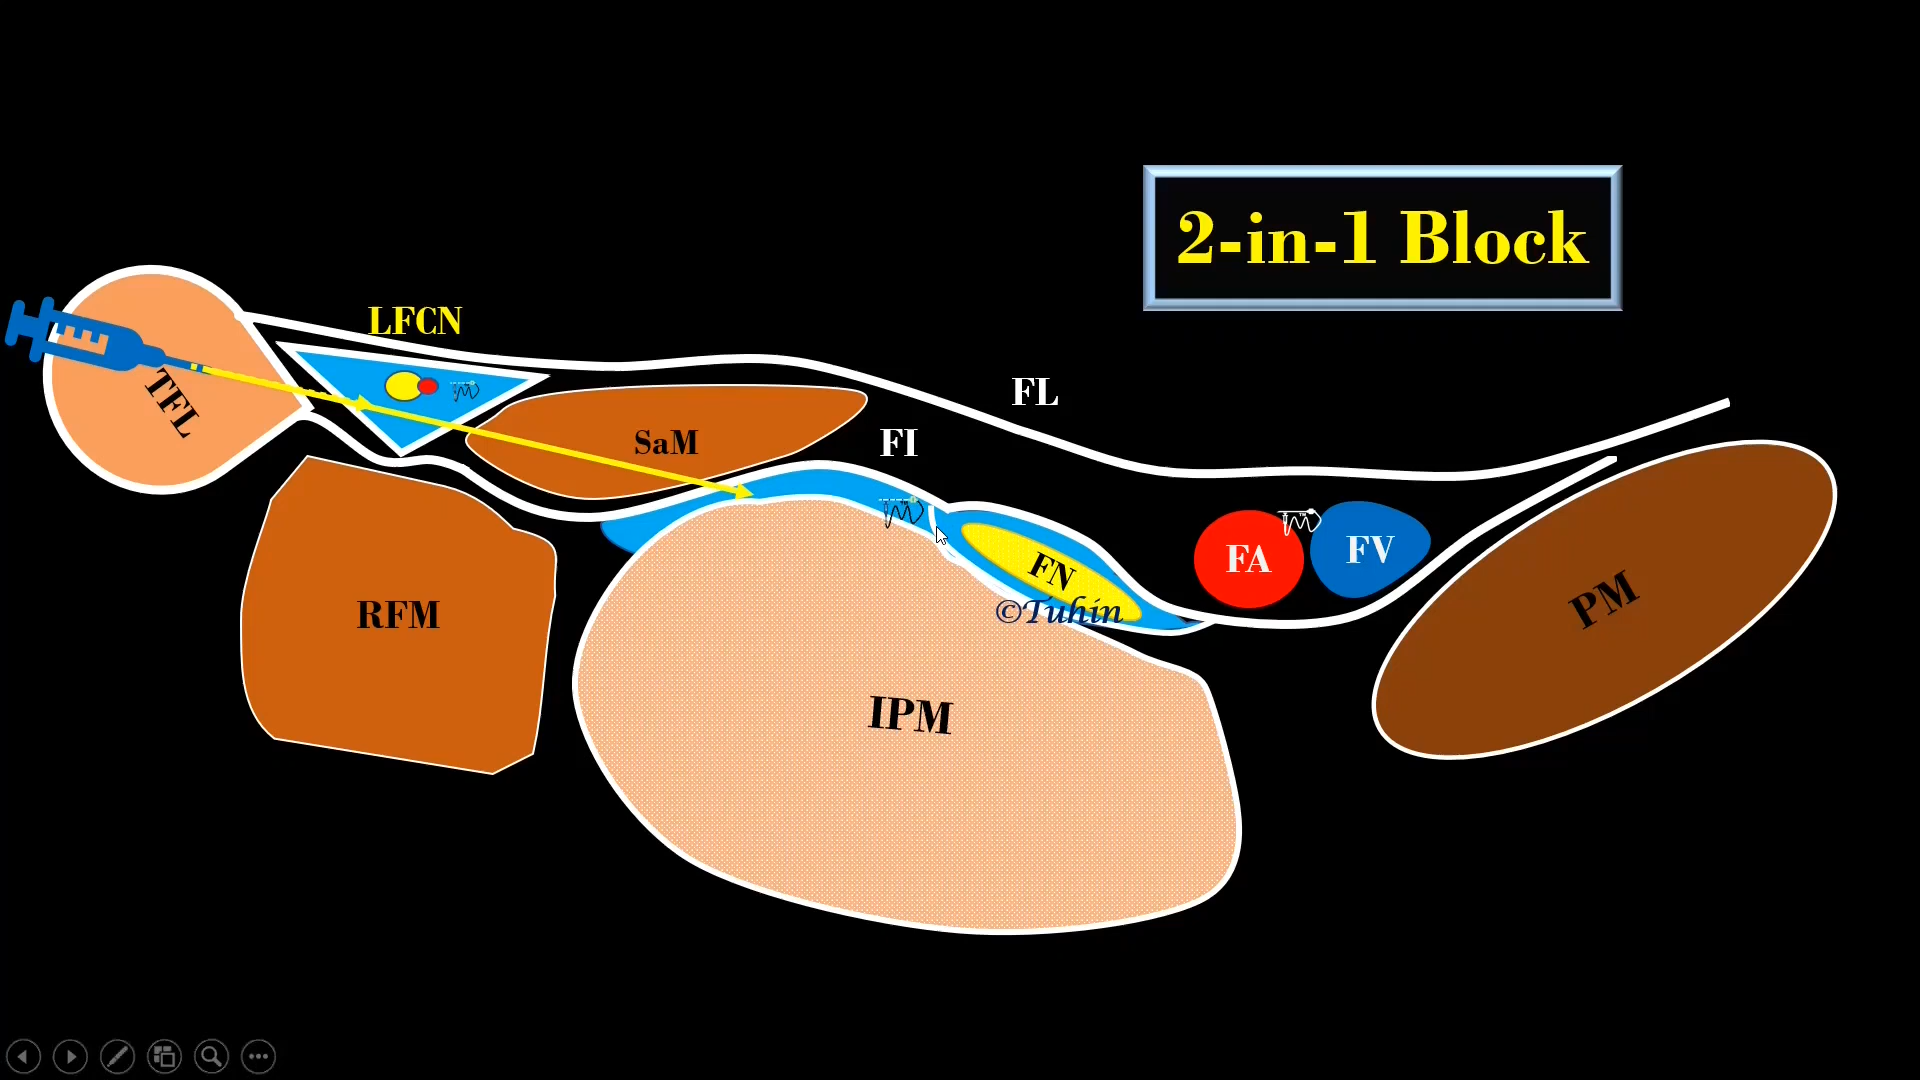 2-in-1 Block
LFCN
TFL
FL
SaM
FI
FN
FA
FV
©Tuhin
PM
RFM
IPM